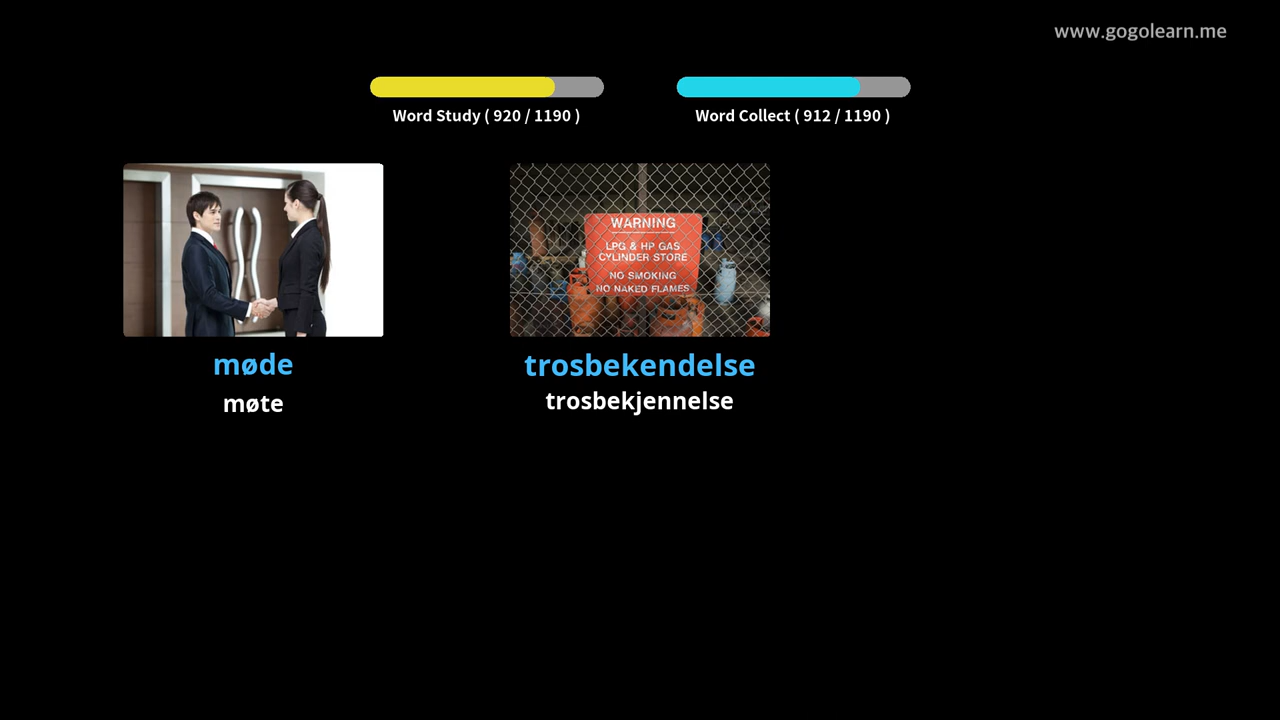 www.gogolearn.me
Word Study ( 920 / 1190 )
Word Collect ( 912 / 1190 )
WARNING
LPG & HP GAS
CYLINDER STORE
NO SMOKING
NO NAKED FLAMES
møde
møte
trosbekendelse
trosbekjennelse